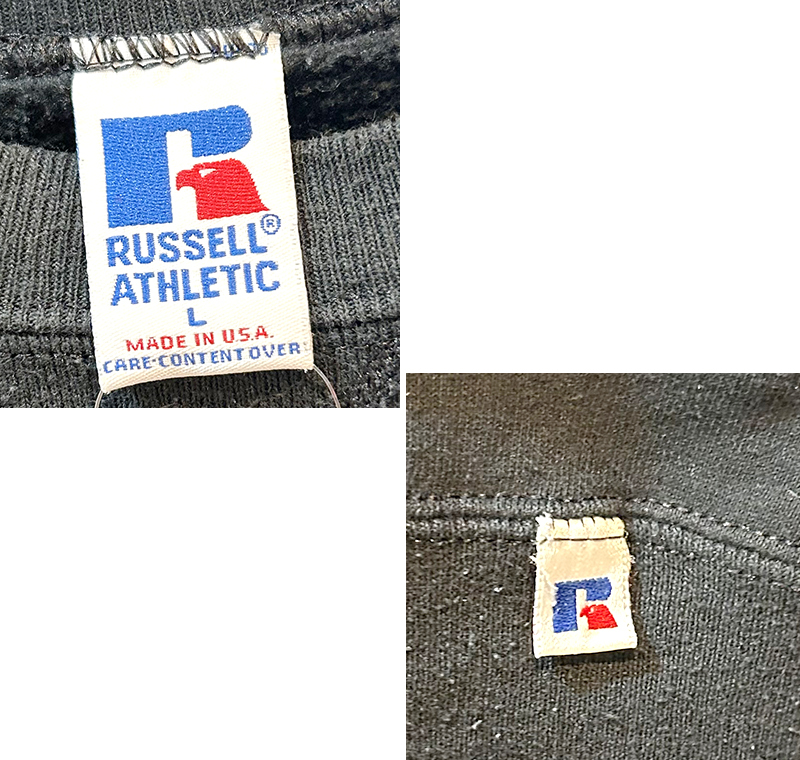 R
RUSSELL®
ATHLETIC
L
MADE IN U.S.A.
CARE·CONTENT OVER
R